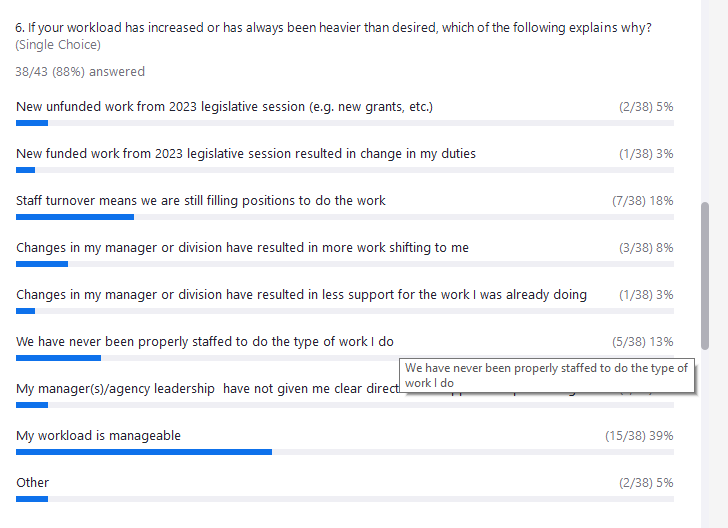 6. If your workload has increased or has always been heavier than desired, which of the following explains why?
(Single Choice)
38/43 (88%) answered
New unfunded work from 2023 legislative session (e.g. new grants, etc.) (2/38) 5%
New funded work from 2023 legislative session resulted in change in my duties (1/38) 3%
Staff turnover means we are still filling positions to do the work (7/38) 18%
Changes in my manager or division have resulted in more work shifting to me (3/38) 8%
Changes in my manager or division have resulted in less support for the work I was already doing (1/38) 3%
We have never been properly staffed to do the type of work I do (5/38) 13%
We have never been properly staffed to do the type of
work I do
My manager(s)/agency leadership have not given me clear
My workload is manageable (15/38) 39%
Other (2/38) 5%